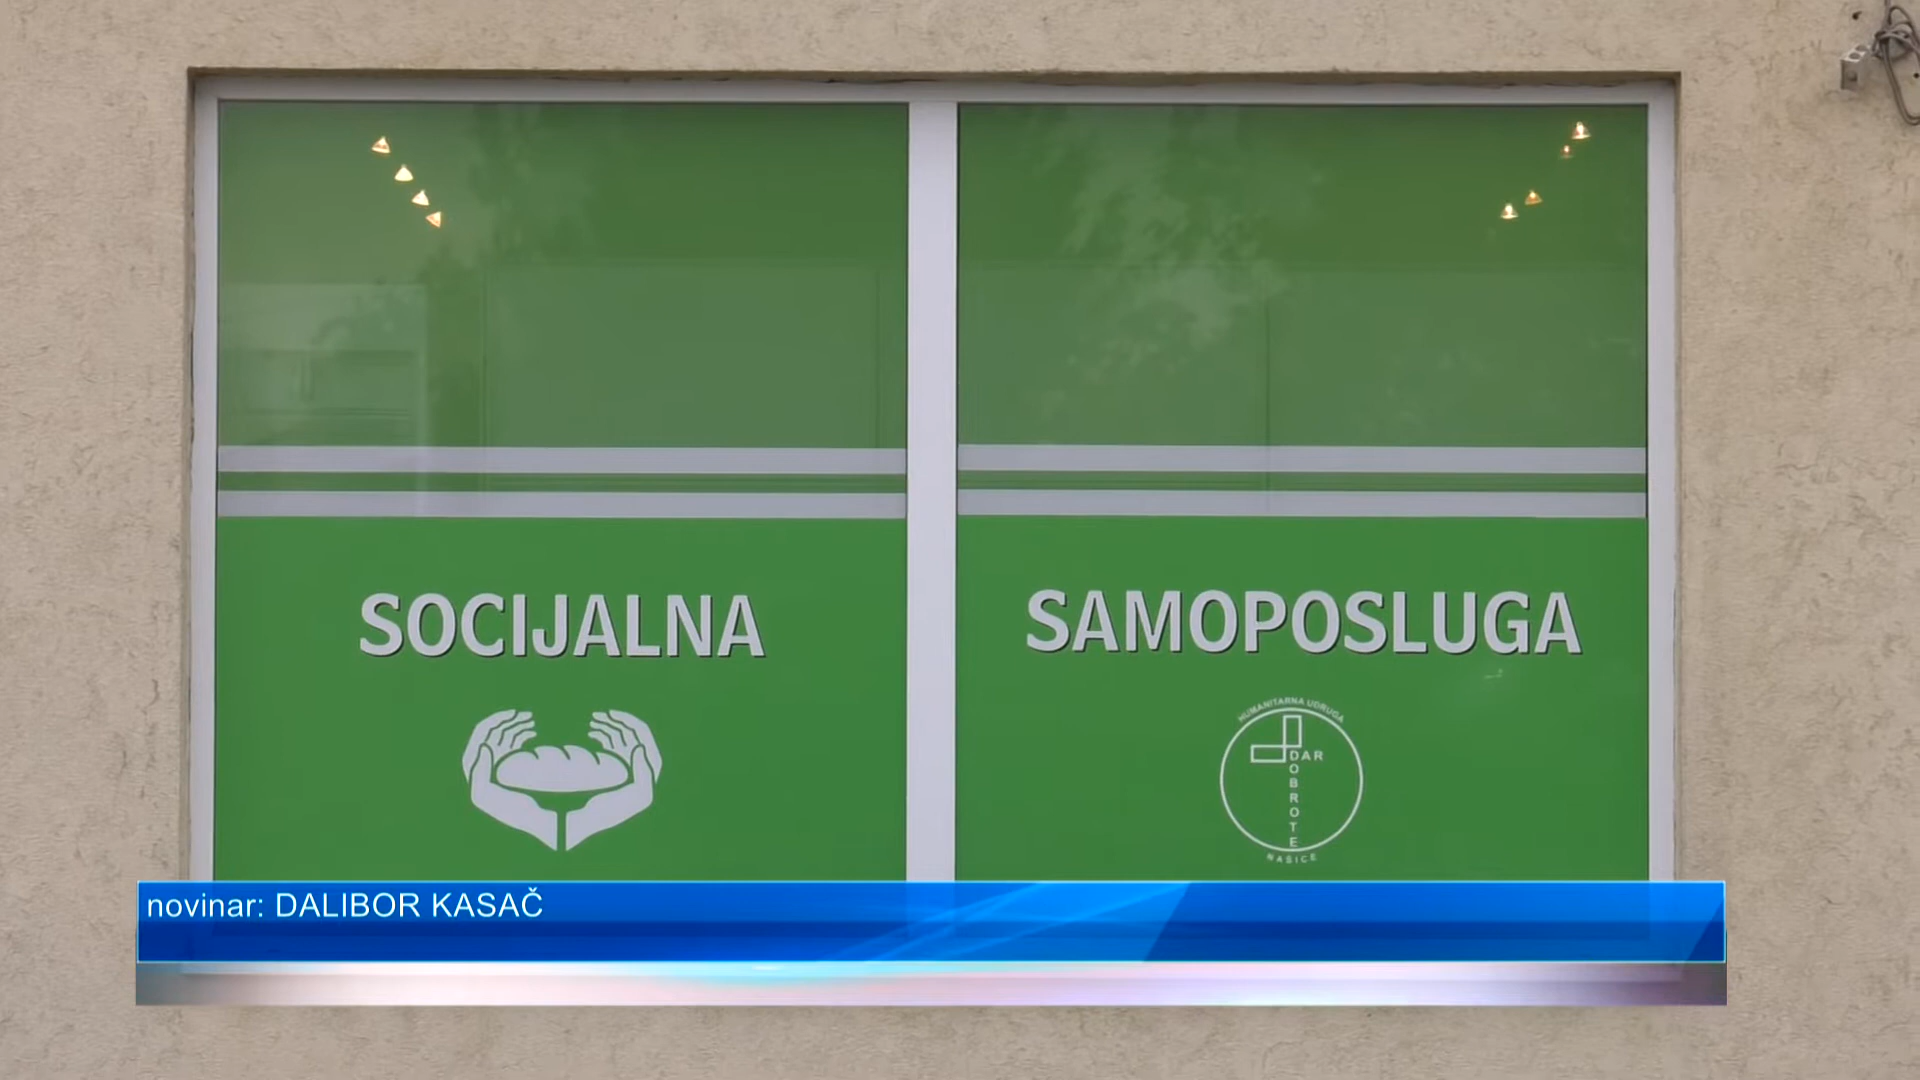 SOCIJALNA
SAMOPOSLUGA
HUMANITARNA UDRUGA
DAR
DOBROTE
NAŠICE
novinar: DALIBOR KASAČ